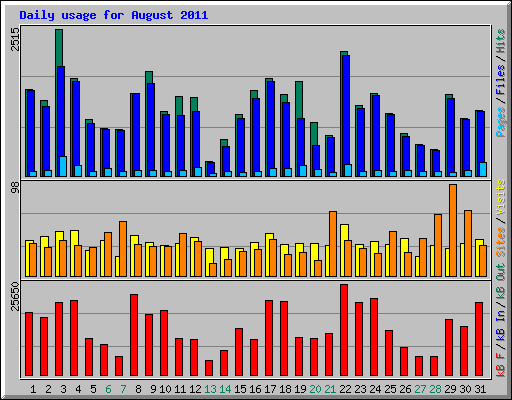 Daily usage for August 2011
2515
Pages / Files / Hits
98
Sites / Visits
25650
kB F / kB In / kB Out
1 2 3 4 5 6 7 8 9 10 11 12 13 14 15 16 17 18 19 20 21 22 23 24 25 26 27 28 29 30 31